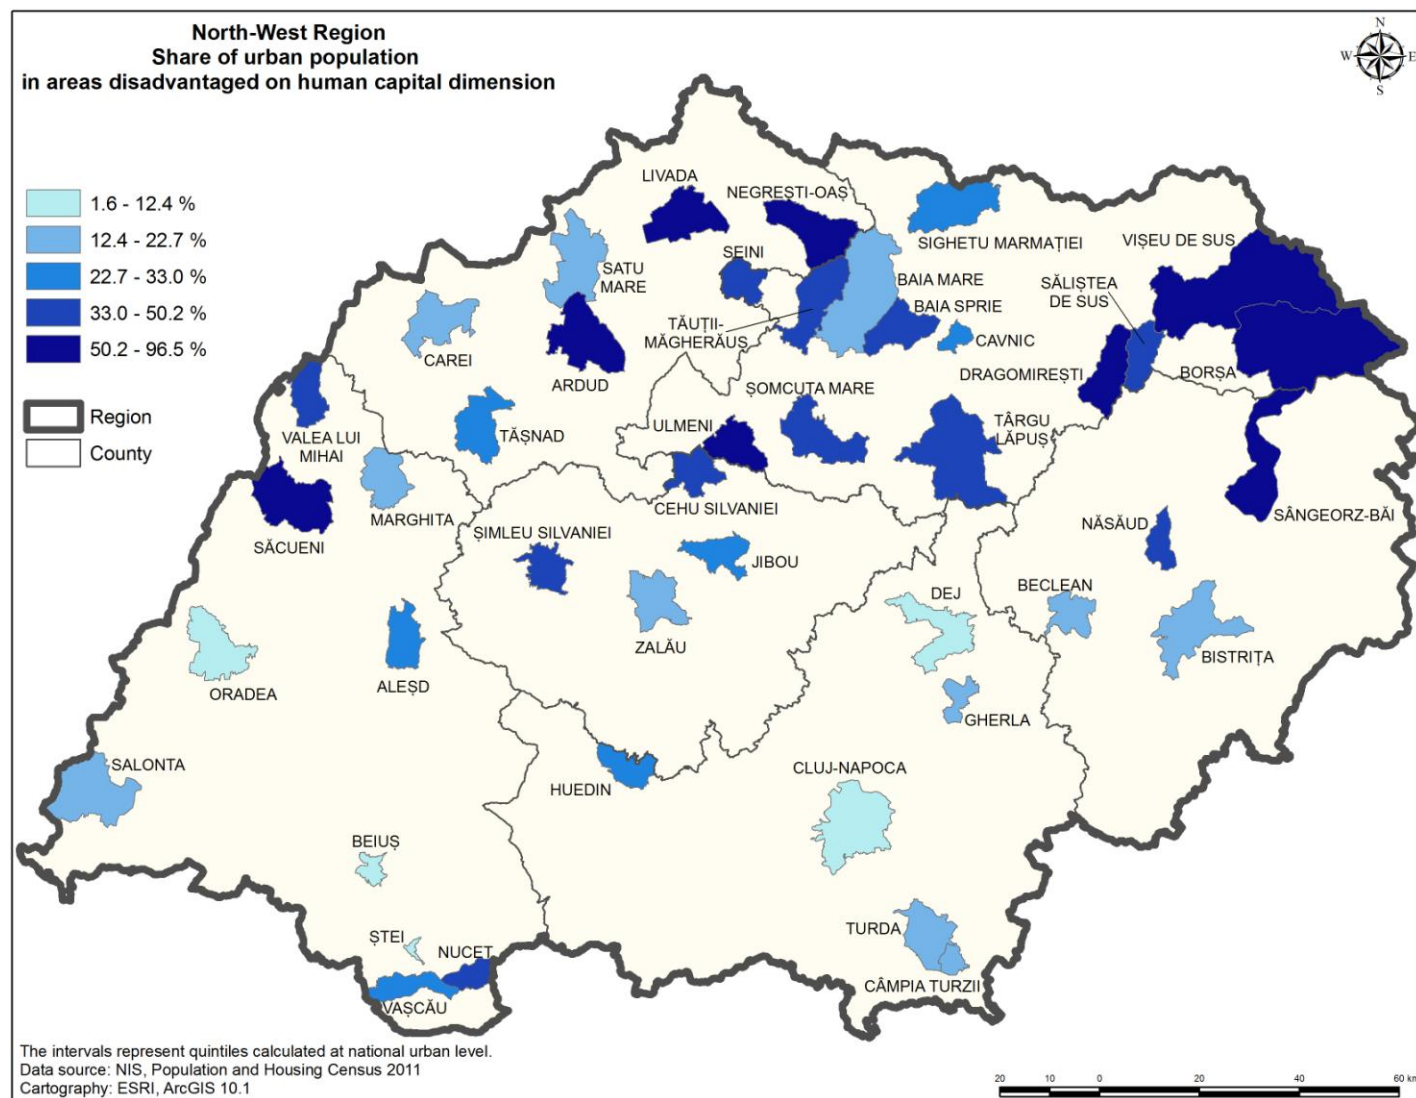 North-West Region
Share of urban population
in areas disadvantaged on human capital dimension
N
W
E
S
1.6 - 12.4 %
12.4 - 22.7 %
22.7 - 33.0 %
33.0 - 50.2 %
50.2 - 96.5 %
Region
County
LIVADA
NEGREȘTI-OAȘ
SIGHETU MARMAȚIEI
VIȘEU DE SUS
SATU
MARE
SEINI
BAIA MARE
SĂLIȘTEA
DE SUS
BAIA SPRIE
TĂUȚII-
MĂGHERĂUȘ
CAVNIC
CAREI
ARDUD
DRAGOMIREȘTI
BORȘA
ȘOMCUTA MARE
VALEA LUI
MIHAI
TĂȘNAD
ULMENI
TÂRGU
LĂPUȘ
MARGHITA
CEHU SILVANIEI
SÂNGEORZ-BĂI
SĂCUENI
ȘIMLEU SILVANIEI
NĂSĂUD
JIBOU
BECLEAN
DEJ
ZALĂU
BISTRIȚA
ORADEA
ALEȘD
GHERLA
SALONTA
HUEDIN
CLUJ-NAPOCA
BEIUȘ
TURDA
ȘTEI
NUCET
CÂMPIA TURZII
VAȘCĂU
The intervals represent quintiles calculated at national urban level.
Data source: NIS, Population and Housing Census 2011
Cartography: ESRI, ArcGIS 10.1
20 10 0 20 40 60 km